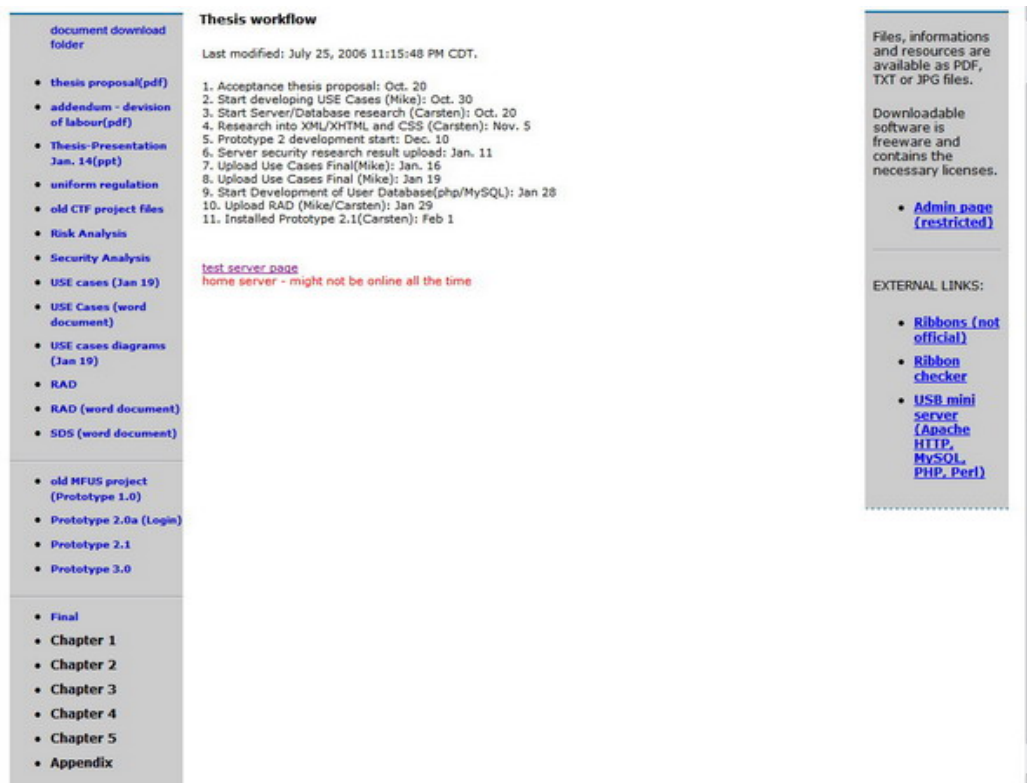 document download
folder
thesis proposal(pdf)
addendum - devision
of labour(pdf)
Thesis-Presentation
Jan. 14(ppt)
uniform regulation
old CTF project files
Risk Analysis
Security Analysis
USE cases (Jan 19)
USE Cases (word
document)
USE cases diagrams
(Jan 19)
RAD
RAD (word document)
SDS (word document)
old MFUS project
(Prototype 1.0)
Prototype 2.0a (Login)
Prototype 2.1
Prototype 3.0
Final
Chapter 1
Chapter 2
Chapter 3
Chapter 4
Chapter 5
Appendix
Thesis workflow
Last modified: July 25, 2006 11:15:48 PM CDT.
1. Acceptance thesis proposal: Oct. 20
2. Start developing USE Cases (Mike): Oct. 30
3. Start Server/Database research (Carsten): Oct. 20
4. Research into XML/XHTML and CSS (Carsten): Nov. 5
5. Prototype 2 development start: Dec. 10
6. Server security research result upload: Jan. 11
7. Upload Use Cases Final(Mike): Jan. 16
8. Upload Use Cases Final (Mike): Jan 19
9. Start Development of User Database(php/MySQL): Jan 28
10. Upload RAD (Mike/Carsten): Jan 29
11. Installed Prototype 2.1(Carsten): Feb 1
test server page
home server - might not be online all the time
Files, informations
and resources are
available as PDF,
TXT or JPG files.
Downloadable
software is
freeware and
contains the
necessary licenses.
Admin page
(restricted)
EXTERNAL LINKS:
Ribbons (not
official)
Ribbon
checker
USB mini
server
(Apache
HTTP,
MySQL,
PHP, Perl)